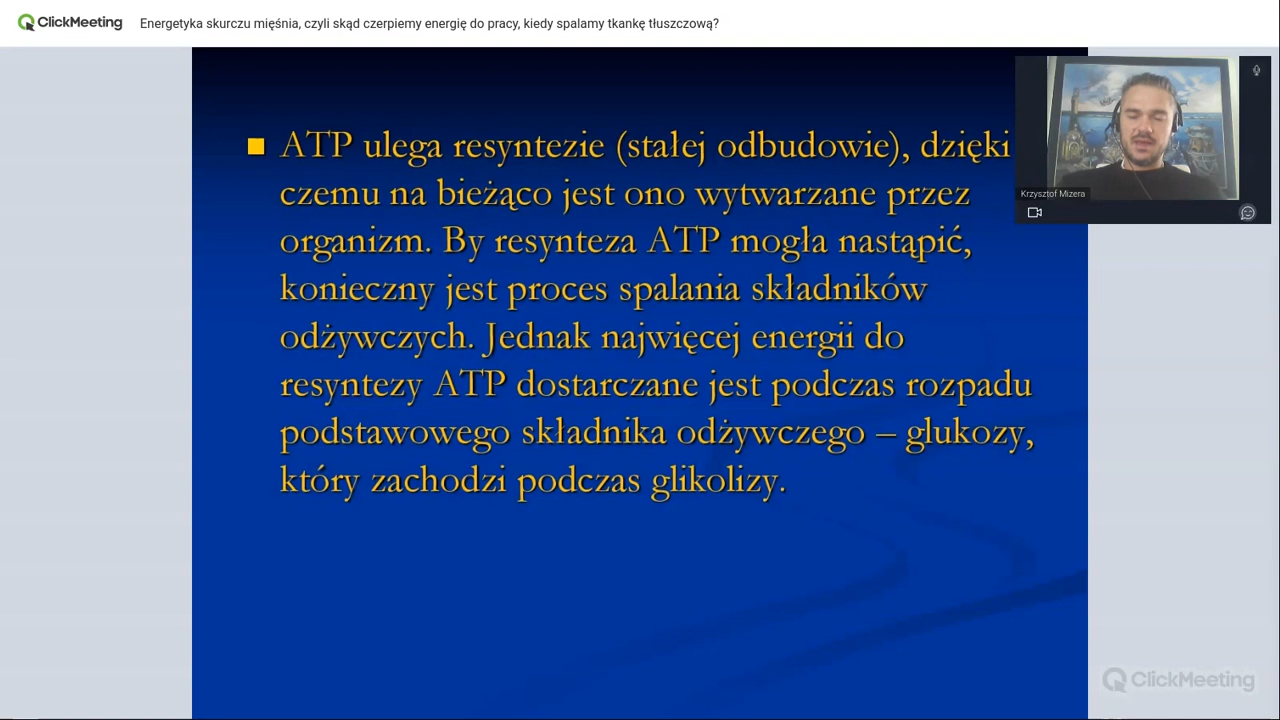 ClickMeeting Energetyka skurczu mięśnia, czyli skąd czerpiemy energię do pracy, kiedy spalamy tkankę tłuszczową?
ATP ulega resyntezie (stałej odbudowie), dzięki
czemu na bieżąco jest ono wytwarzane przez
organizm. By resynteza ATP mogła nastąpić,
konieczny jest proces spalania składników
odżywczych. Jednak najwięcej energii do
resyntezy ATP dostarczane jest podczas rozpadu
podstawowego składnika odżywczego – glukozy,
który zachodzi podczas glikolizy.
Krzysztof Mizera
ClickMeeting